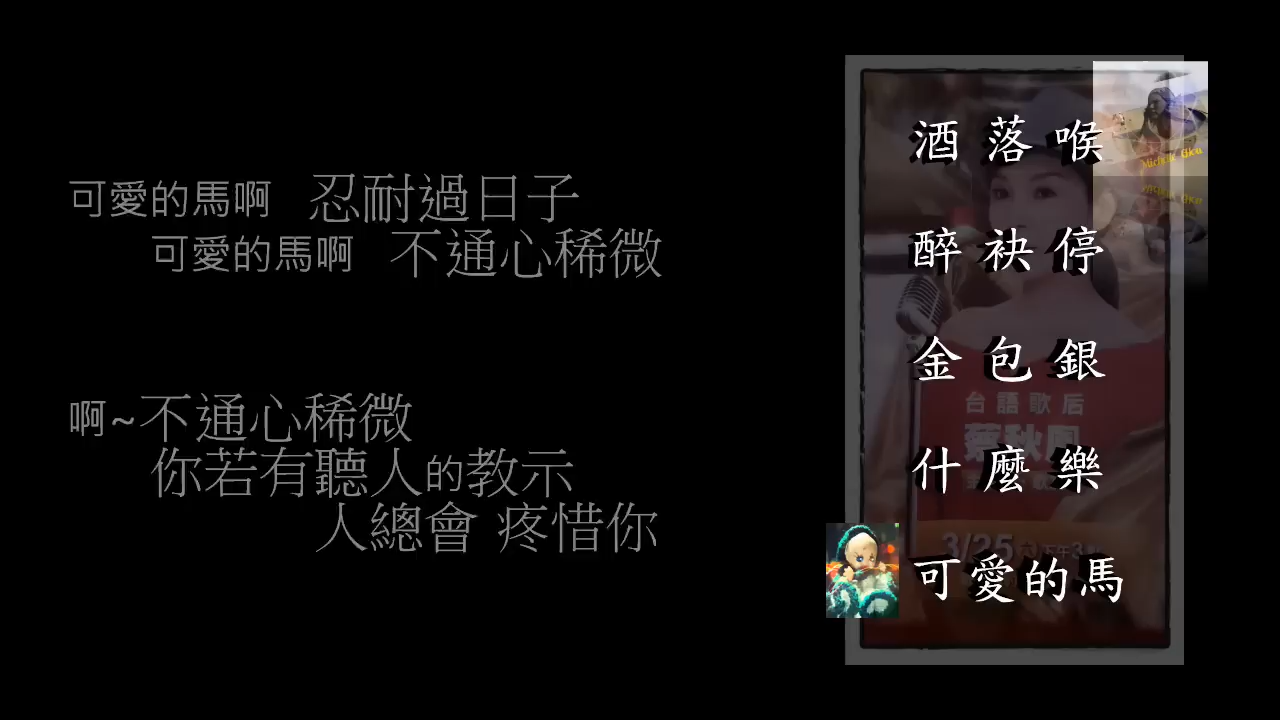 可愛的馬啊 忍耐過日子
可愛的馬啊 不通心稀微
啊~不通心稀微
你若有聽人的教示
人總會 疼惜你
酒落喉
醉袂停
金包銀
什麼樂
可愛的馬
台語歌后
葉秋風
3/25